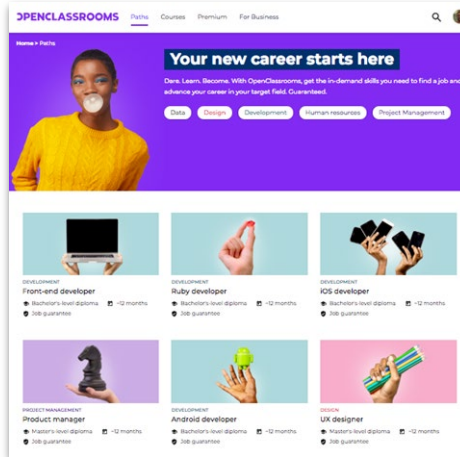 OPENCLASSROOMS Paths Courses Premium For Business
Home > Paths
Your new career starts here
Dare. Learn. Become. With OpenClassrooms, get the in-demand skills you need to find a job and
advance your career in your target field. Guaranteed.
Data Design Development Human resources Project Management
DEVELOPMENT
Front-end developer
Bachelor's-level diploma ~12 months
Job guarantee
DEVELOPMENT
Ruby developer
Bachelor's-level diploma ~12 months
Job guarantee
DEVELOPMENT
iOS developer
Bachelor's-level diploma ~12 months
Job guarantee
PROJECT MANAGEMENT
Product manager
Master's-level diploma ~12 months
Job guarantee
DEVELOPMENT
Android developer
Bachelor's-level diploma ~12 months
Job guarantee
DESIGN
UX designer
Master's-level diploma ~12 months
Job guarantee